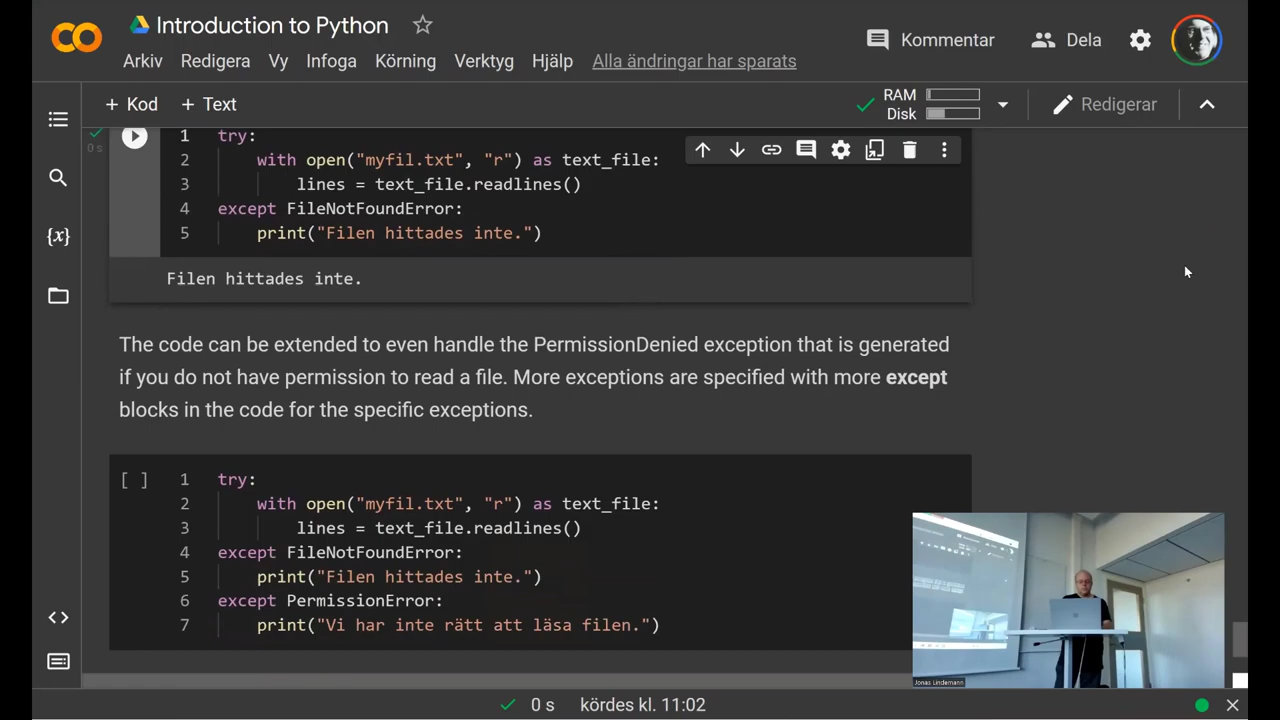 Introduction to Python
Kommentar
Dela
Arkiv Redigera Vy Infoga Körning Verktyg Hjälp Alla ändringar har sparats
+ Kod + Text
RAM
Disk
Redigerar
0 s
1 try:
2 with open("myfil.txt", "r") as text_file:
3 lines = text_file.readlines()
4 except FileNotFoundError:
5 print("Filen hittades inte.")
{x}
Filen hittades inte.
The code can be extended to even handle the PermissionDenied exception that is generated
if you do not have permission to read a file. More exceptions are specified with more except
blocks in the code for the specific exceptions.
[ ] 1 try:
2 with open("myfil.txt", "r") as text_file:
3 lines = text_file.readlines()
4 except FileNotFoundError:
5 print("Filen hittades inte.")
6 except PermissionError:
7 print("Vi har inte rätt att läsa filen.")
Jonas Lindemann
0 s kördes kl. 11:02